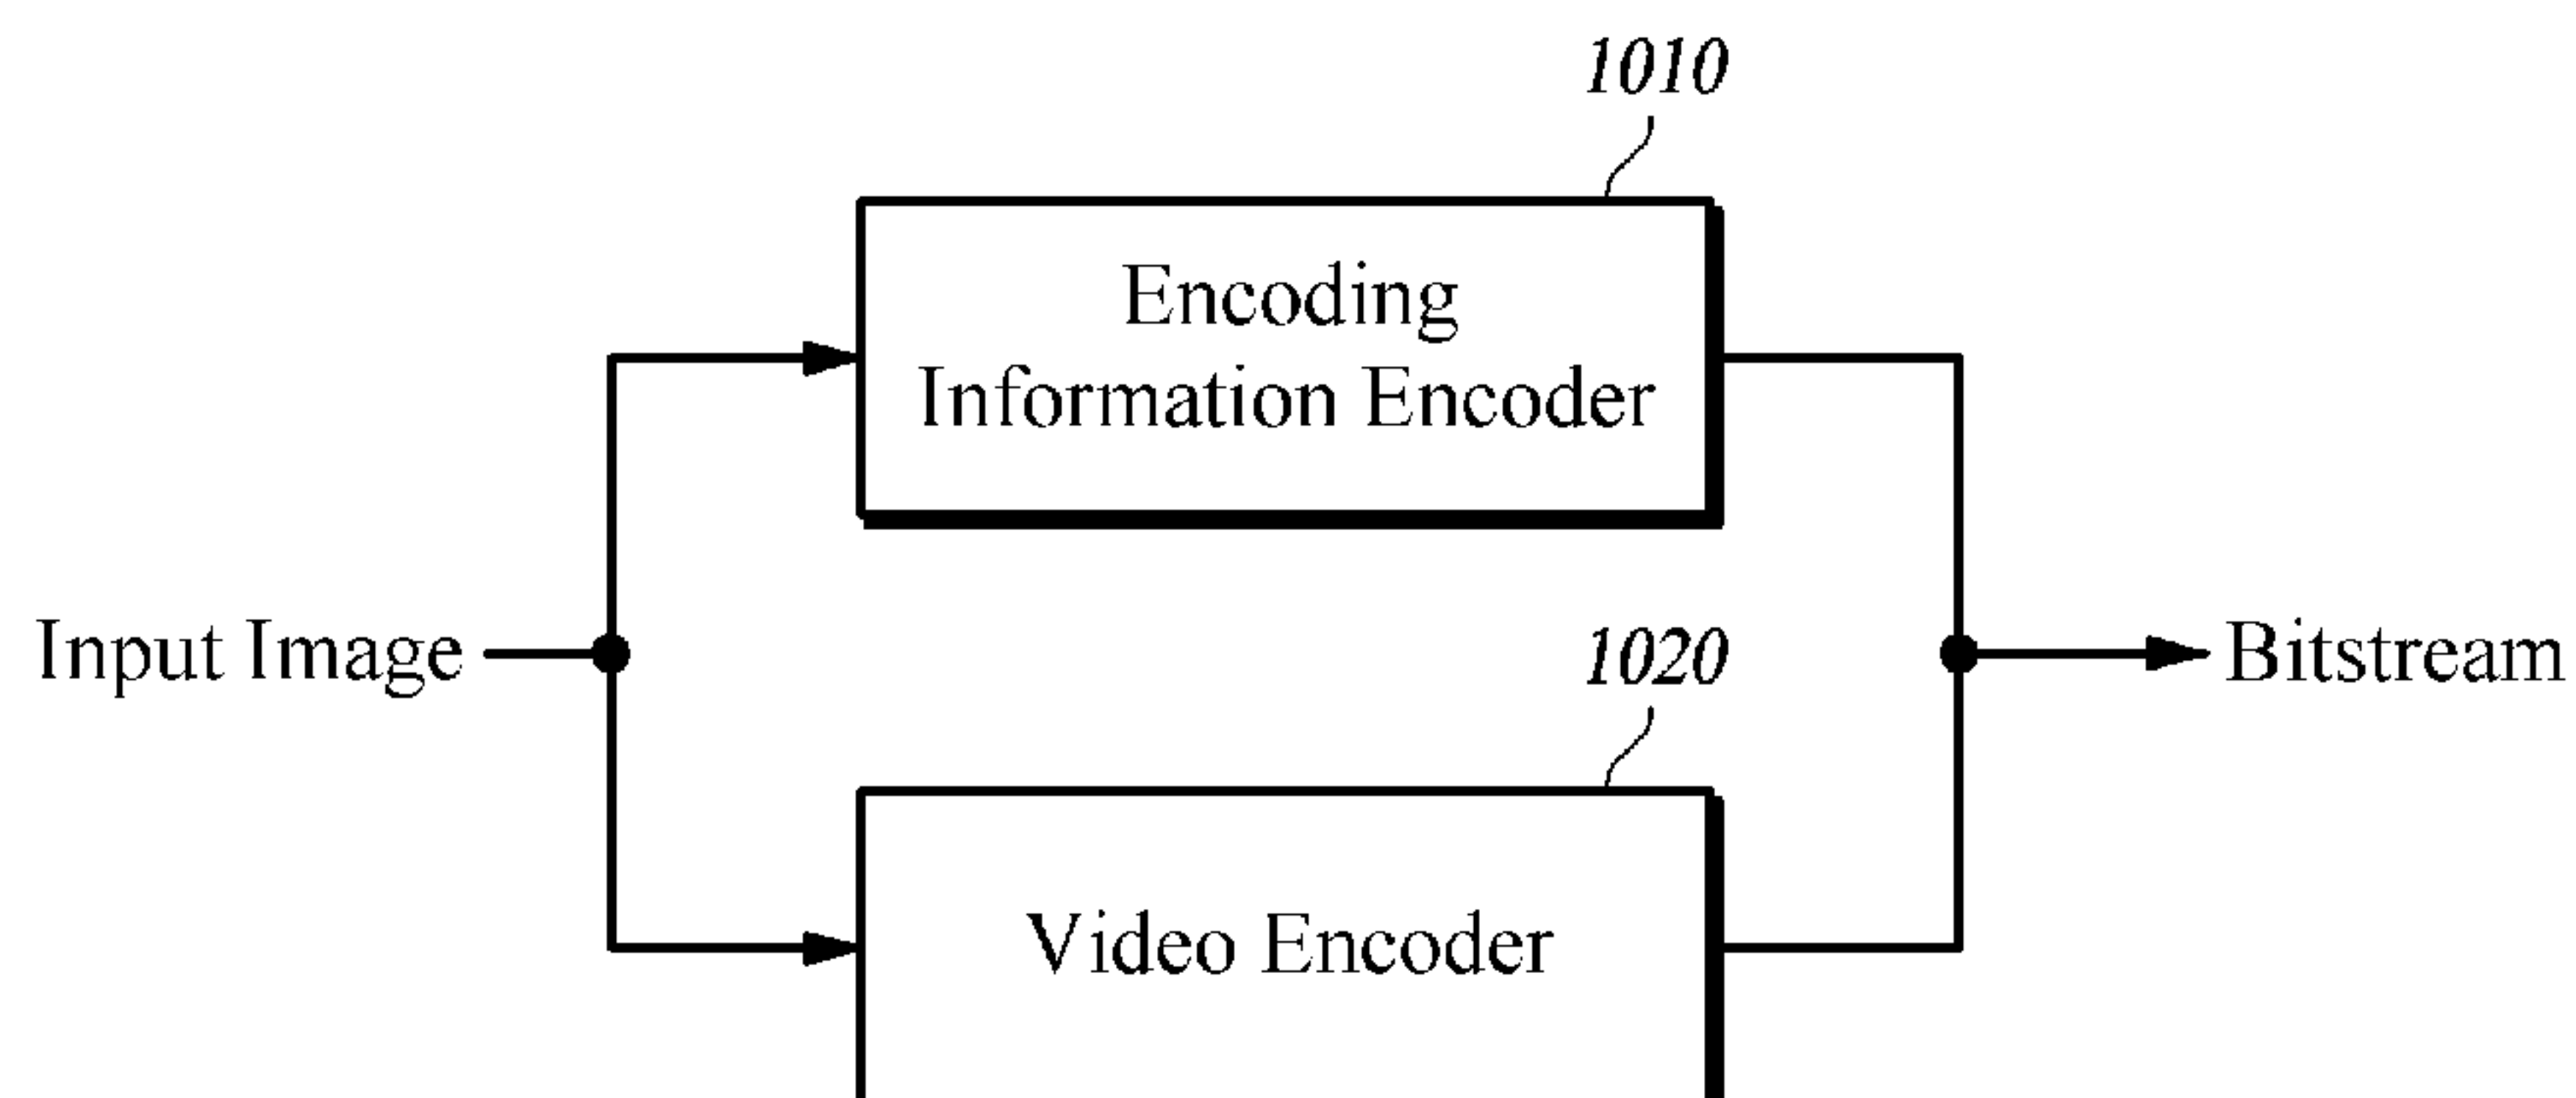 1010
Encoding
Information Encoder
Input Image
1020
Bitstream
Video Encoder